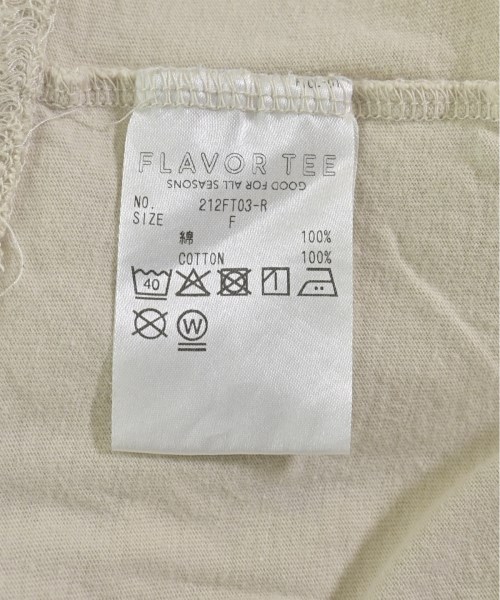 FLAVOR TEE
GOOD FOR ALL SEASONS
NO. 212FT03-R
SIZE F
綿 100%
COTTON 100%
40
W